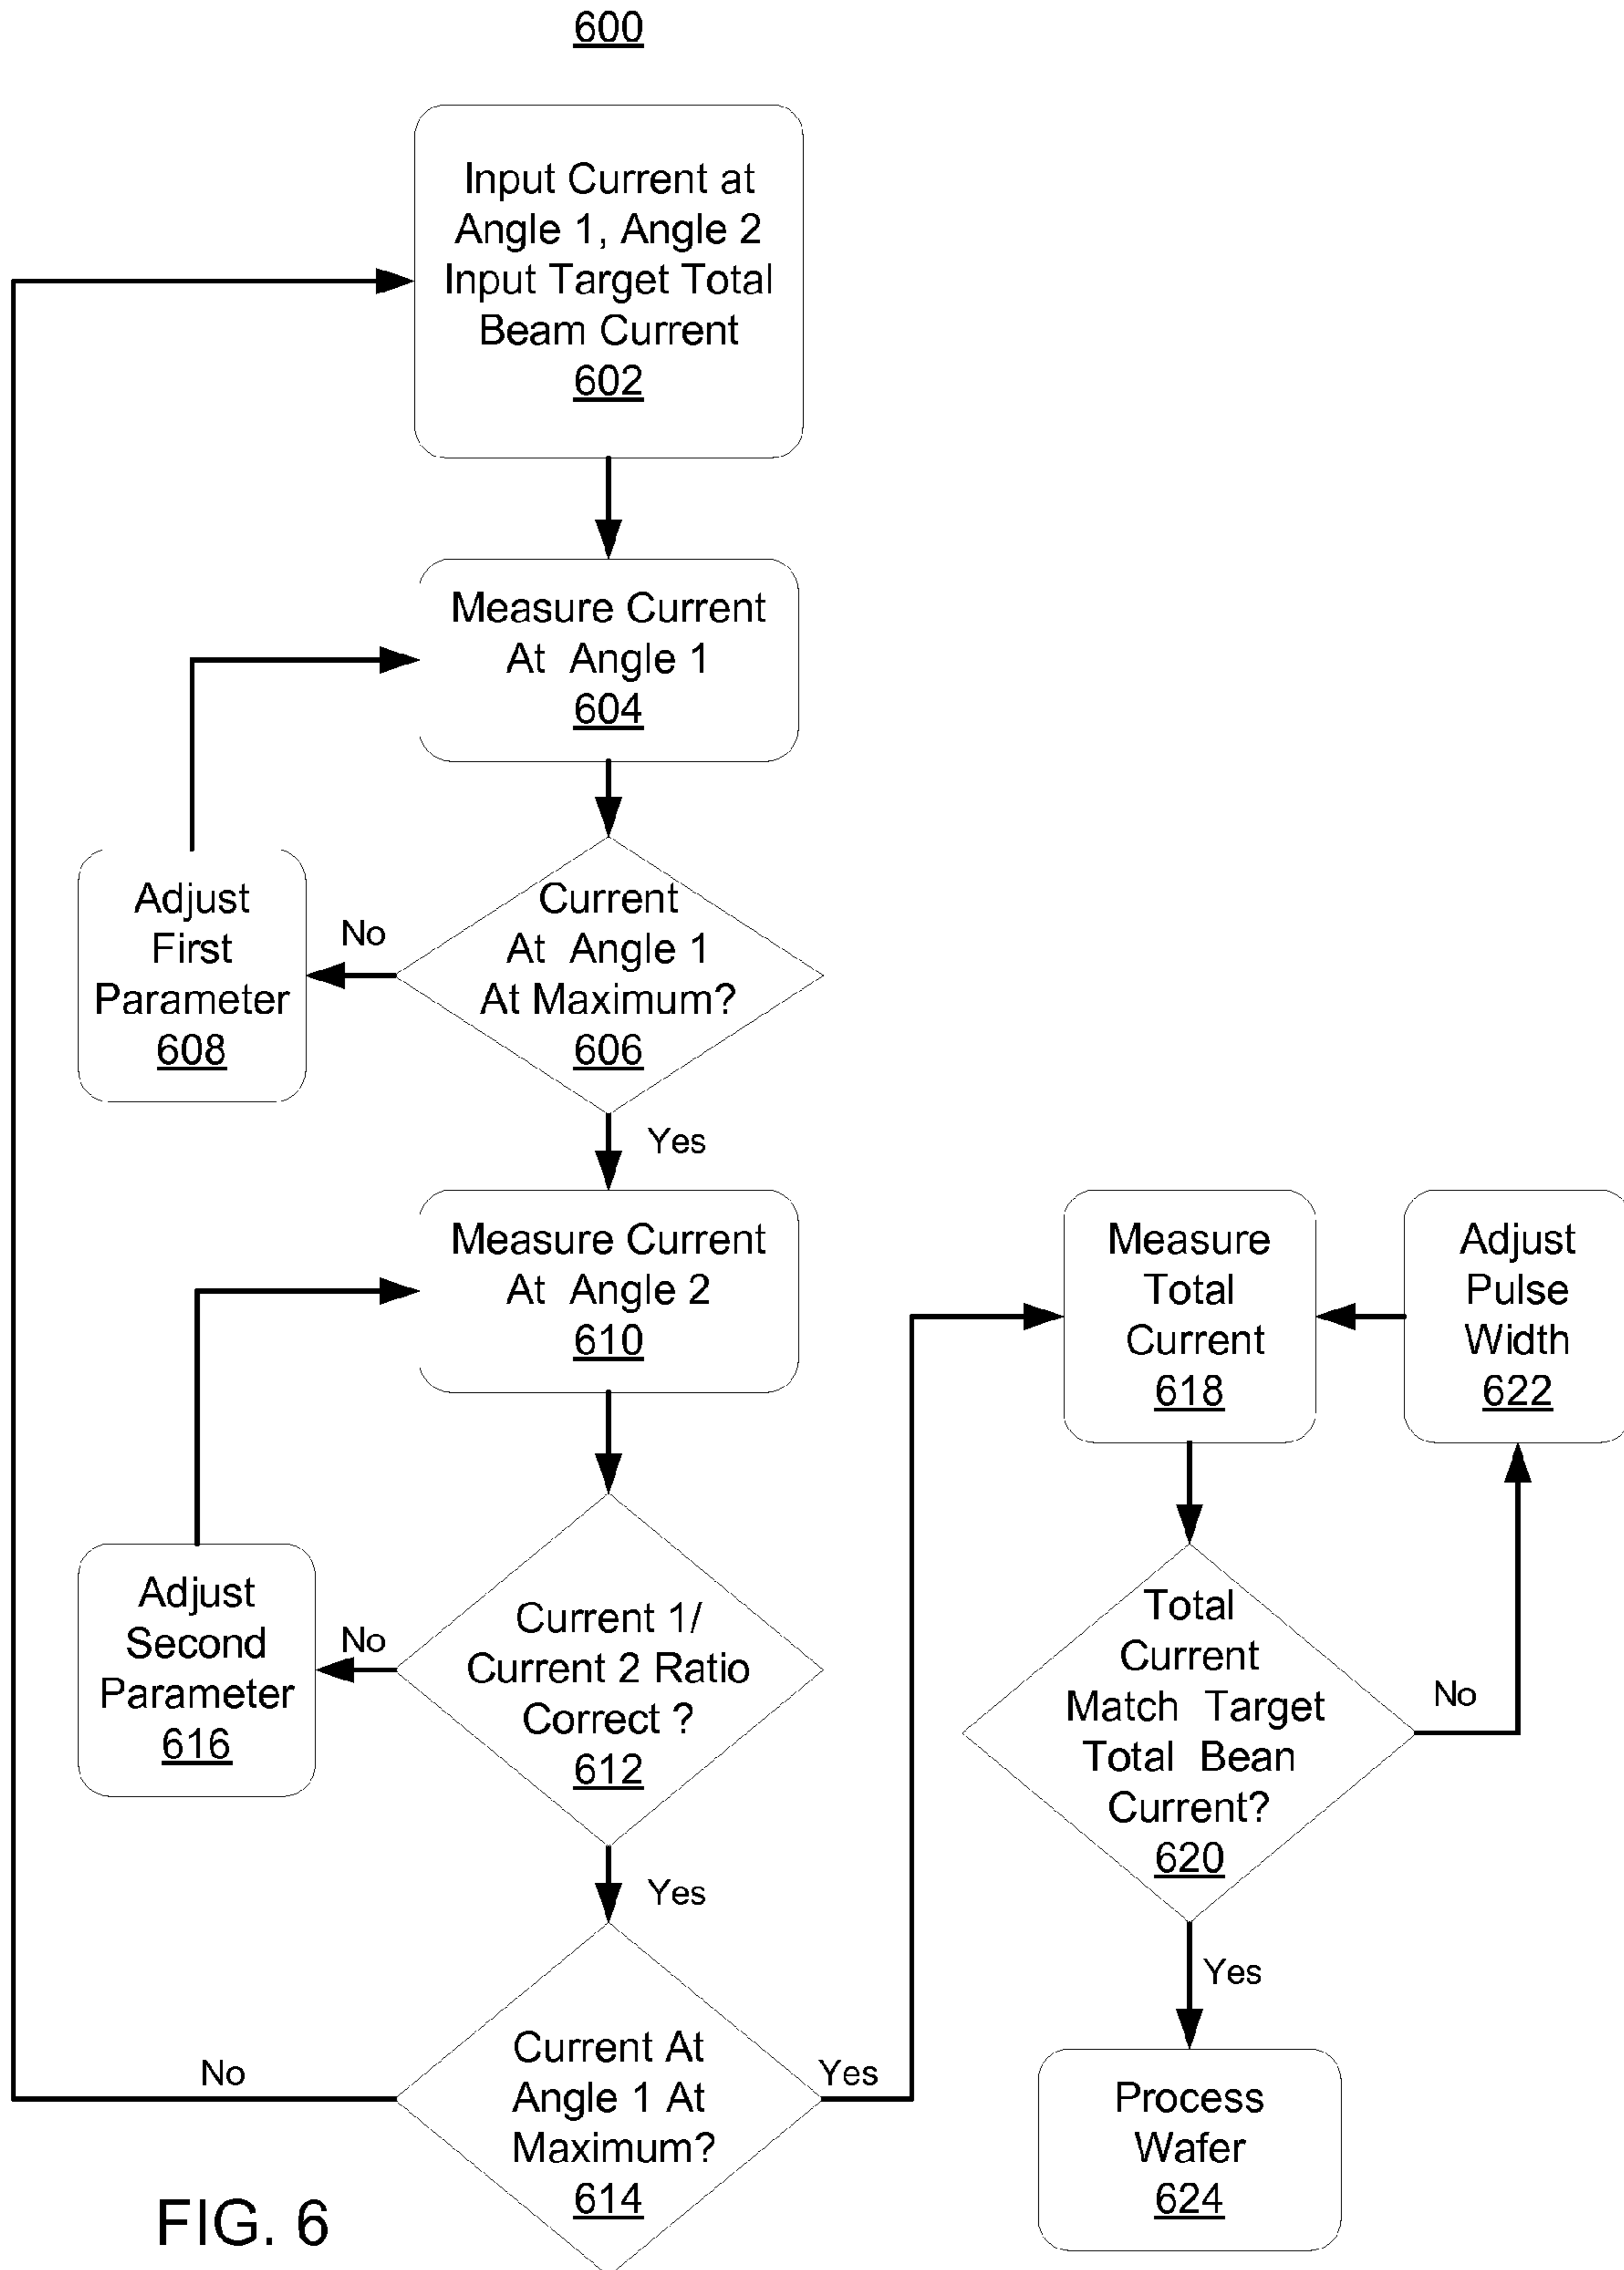 600
Input Current at
Angle 1, Angle 2
Input Target Total
Beam Current
602
Measure Current
At Angle 1
604
Adjust
First
Parameter
608
No
Current
At Angle 1
At Maximum?
606
Yes
Measure Current
At Angle 2
610
Adjust
Second
Parameter
616
No
Current 1/
Current 2 Ratio
Correct ?
612
Yes
No
Current At
Angle 1 At
Maximum?
614
Yes
Measure
Total
Current
618
Adjust
Pulse
Width
622
Total
Current
Match Target
Total Bean
Current?
620
No
Yes
Process
Wafer
624
FIG. 6